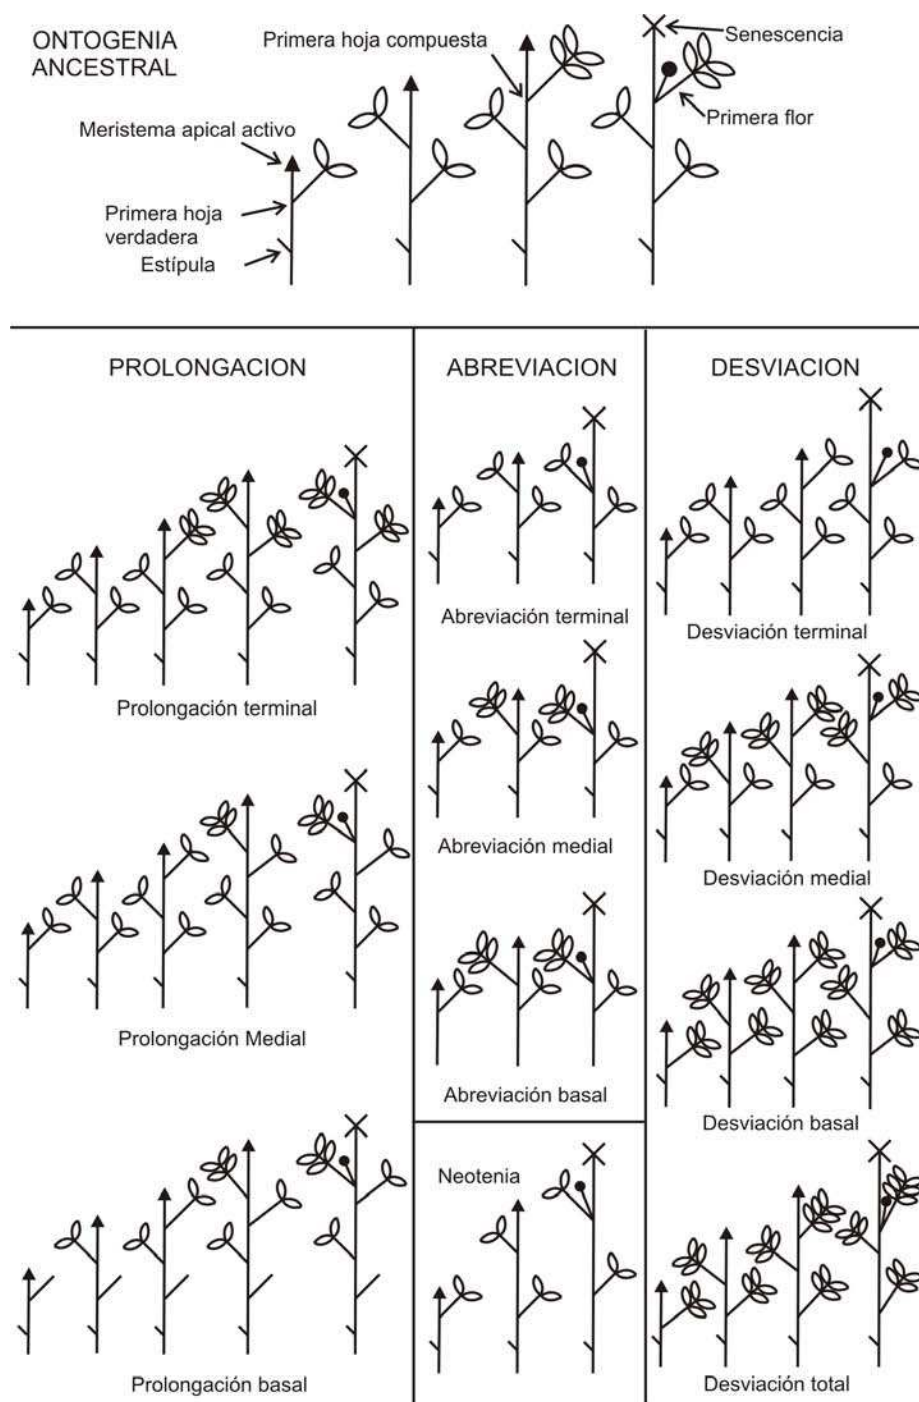 ONTOGENIA
ANCESTRAL
Primera hoja compuesta
Senescencia
Meristema apical activo
Primera flor
Primera hoja
verdadera
Estípula
PROLONGACION
ABREVIACION
DESVIACION
Prolongación terminal
Abreviación terminal
Desviación terminal
Prolongación Medial
Abreviación medial
Desviación medial
Abreviación basal
Desviación basal
Neotenia
Prolongación basal
Desviación total